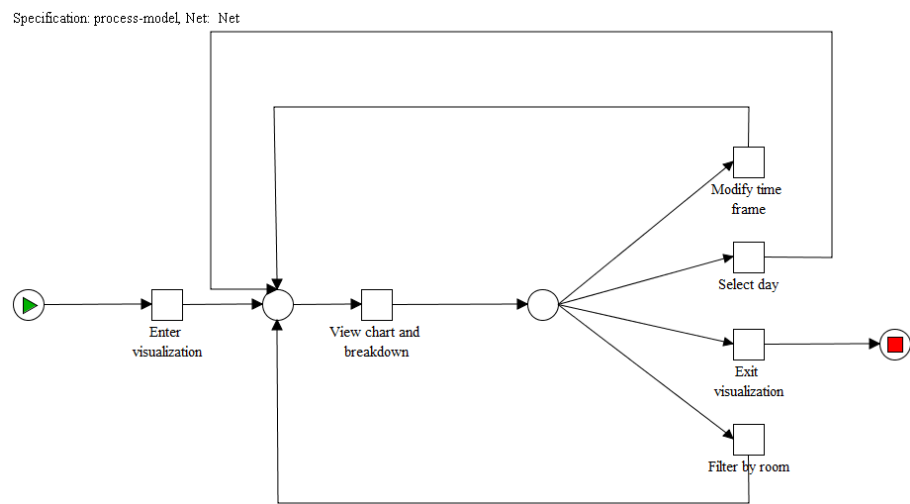 Specification: process-model, Net: Net
Modify time
frame
Select day
Enter
visualization
View chart and
breakdown
Exit
visualization
Filter by room